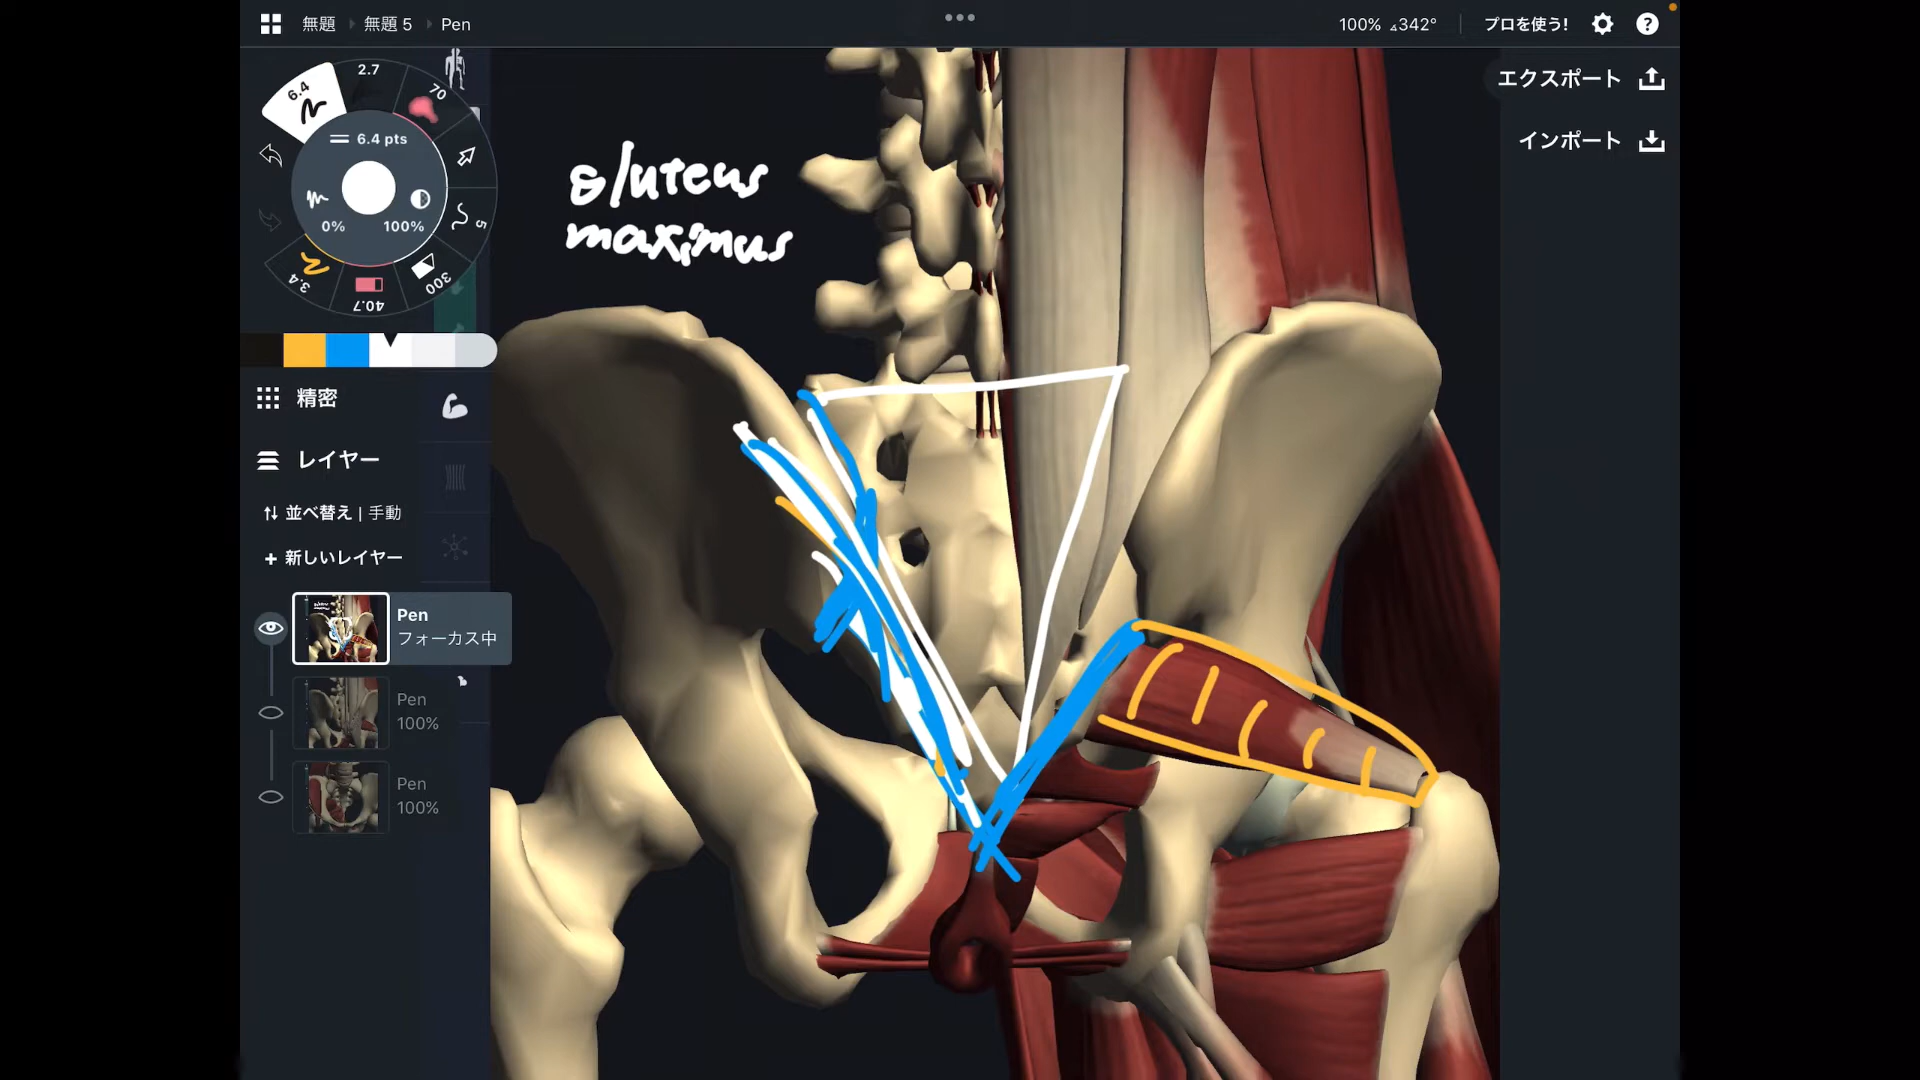 無題 無題 5 Pen
100% ⊿342° プロを使う!
エクスポート
インポート
6.4
2.7
70
6.4 pts
5
0% 100%
300
40.7
3.4
gluteus
maximus
精密
レイヤー
並べ替え | 手動
+ 新しいレイヤー
Pen
フォーカス中
Pen
100%
Pen
100%